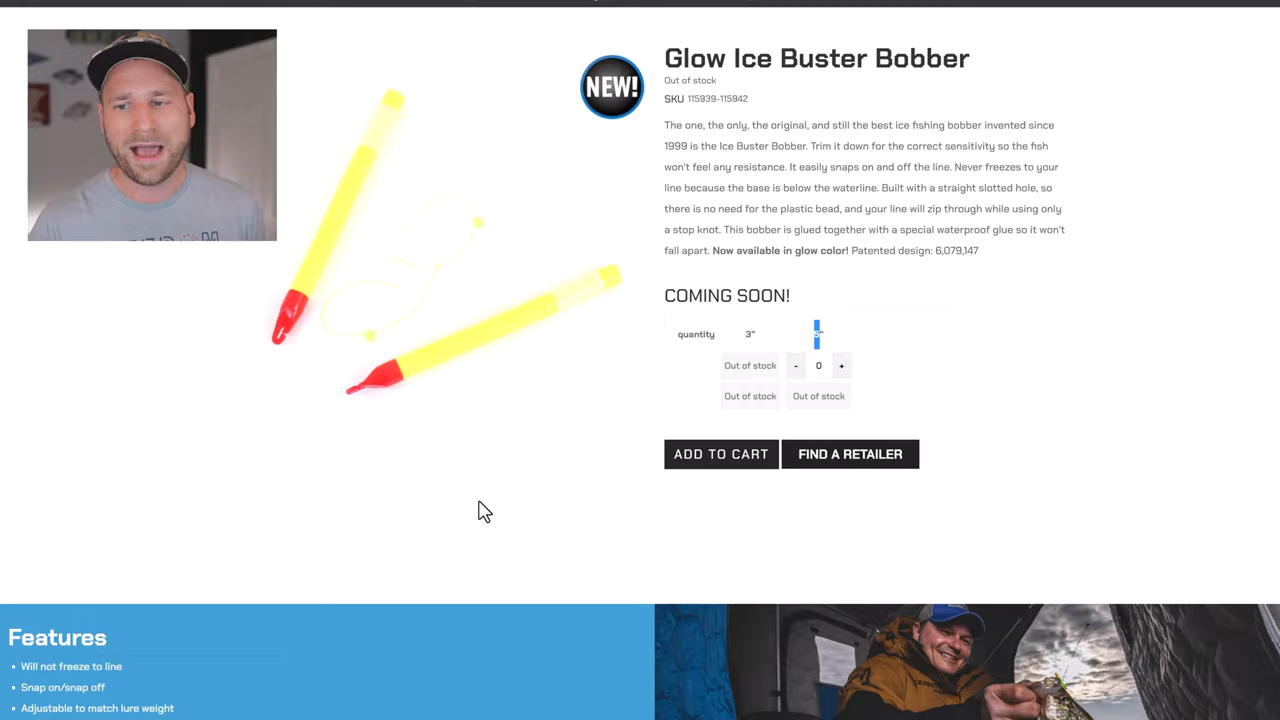 Glow Ice Buster Bobber
NEW!
Out of stock
SKU 115939-115942
The one, the only, the original, and still the best ice fishing bobber invented since
1999 is the Ice Buster Bobber. Trim it down for the correct sensitivity so the fish
won't feel any resistance. It easily snaps on and off the line. Never freezes to your
line because the base is below the waterline. Built with a straight slotted hole, so
there is no need for the plastic bead, and your line will zip through while using only
a stop knot. This bobber is glued together with a special waterproof glue so it won't
fall apart. Now available in glow color! Patented design: 6,079,147
COMING SOON!
quantity 3" 5"
Out of stock - 0 +
Out of stock Out of stock
ADD TO CART FIND A RETAILER
Features
• Will not freeze to line
• Snap on/snap off
• Adjustable to match lure weight